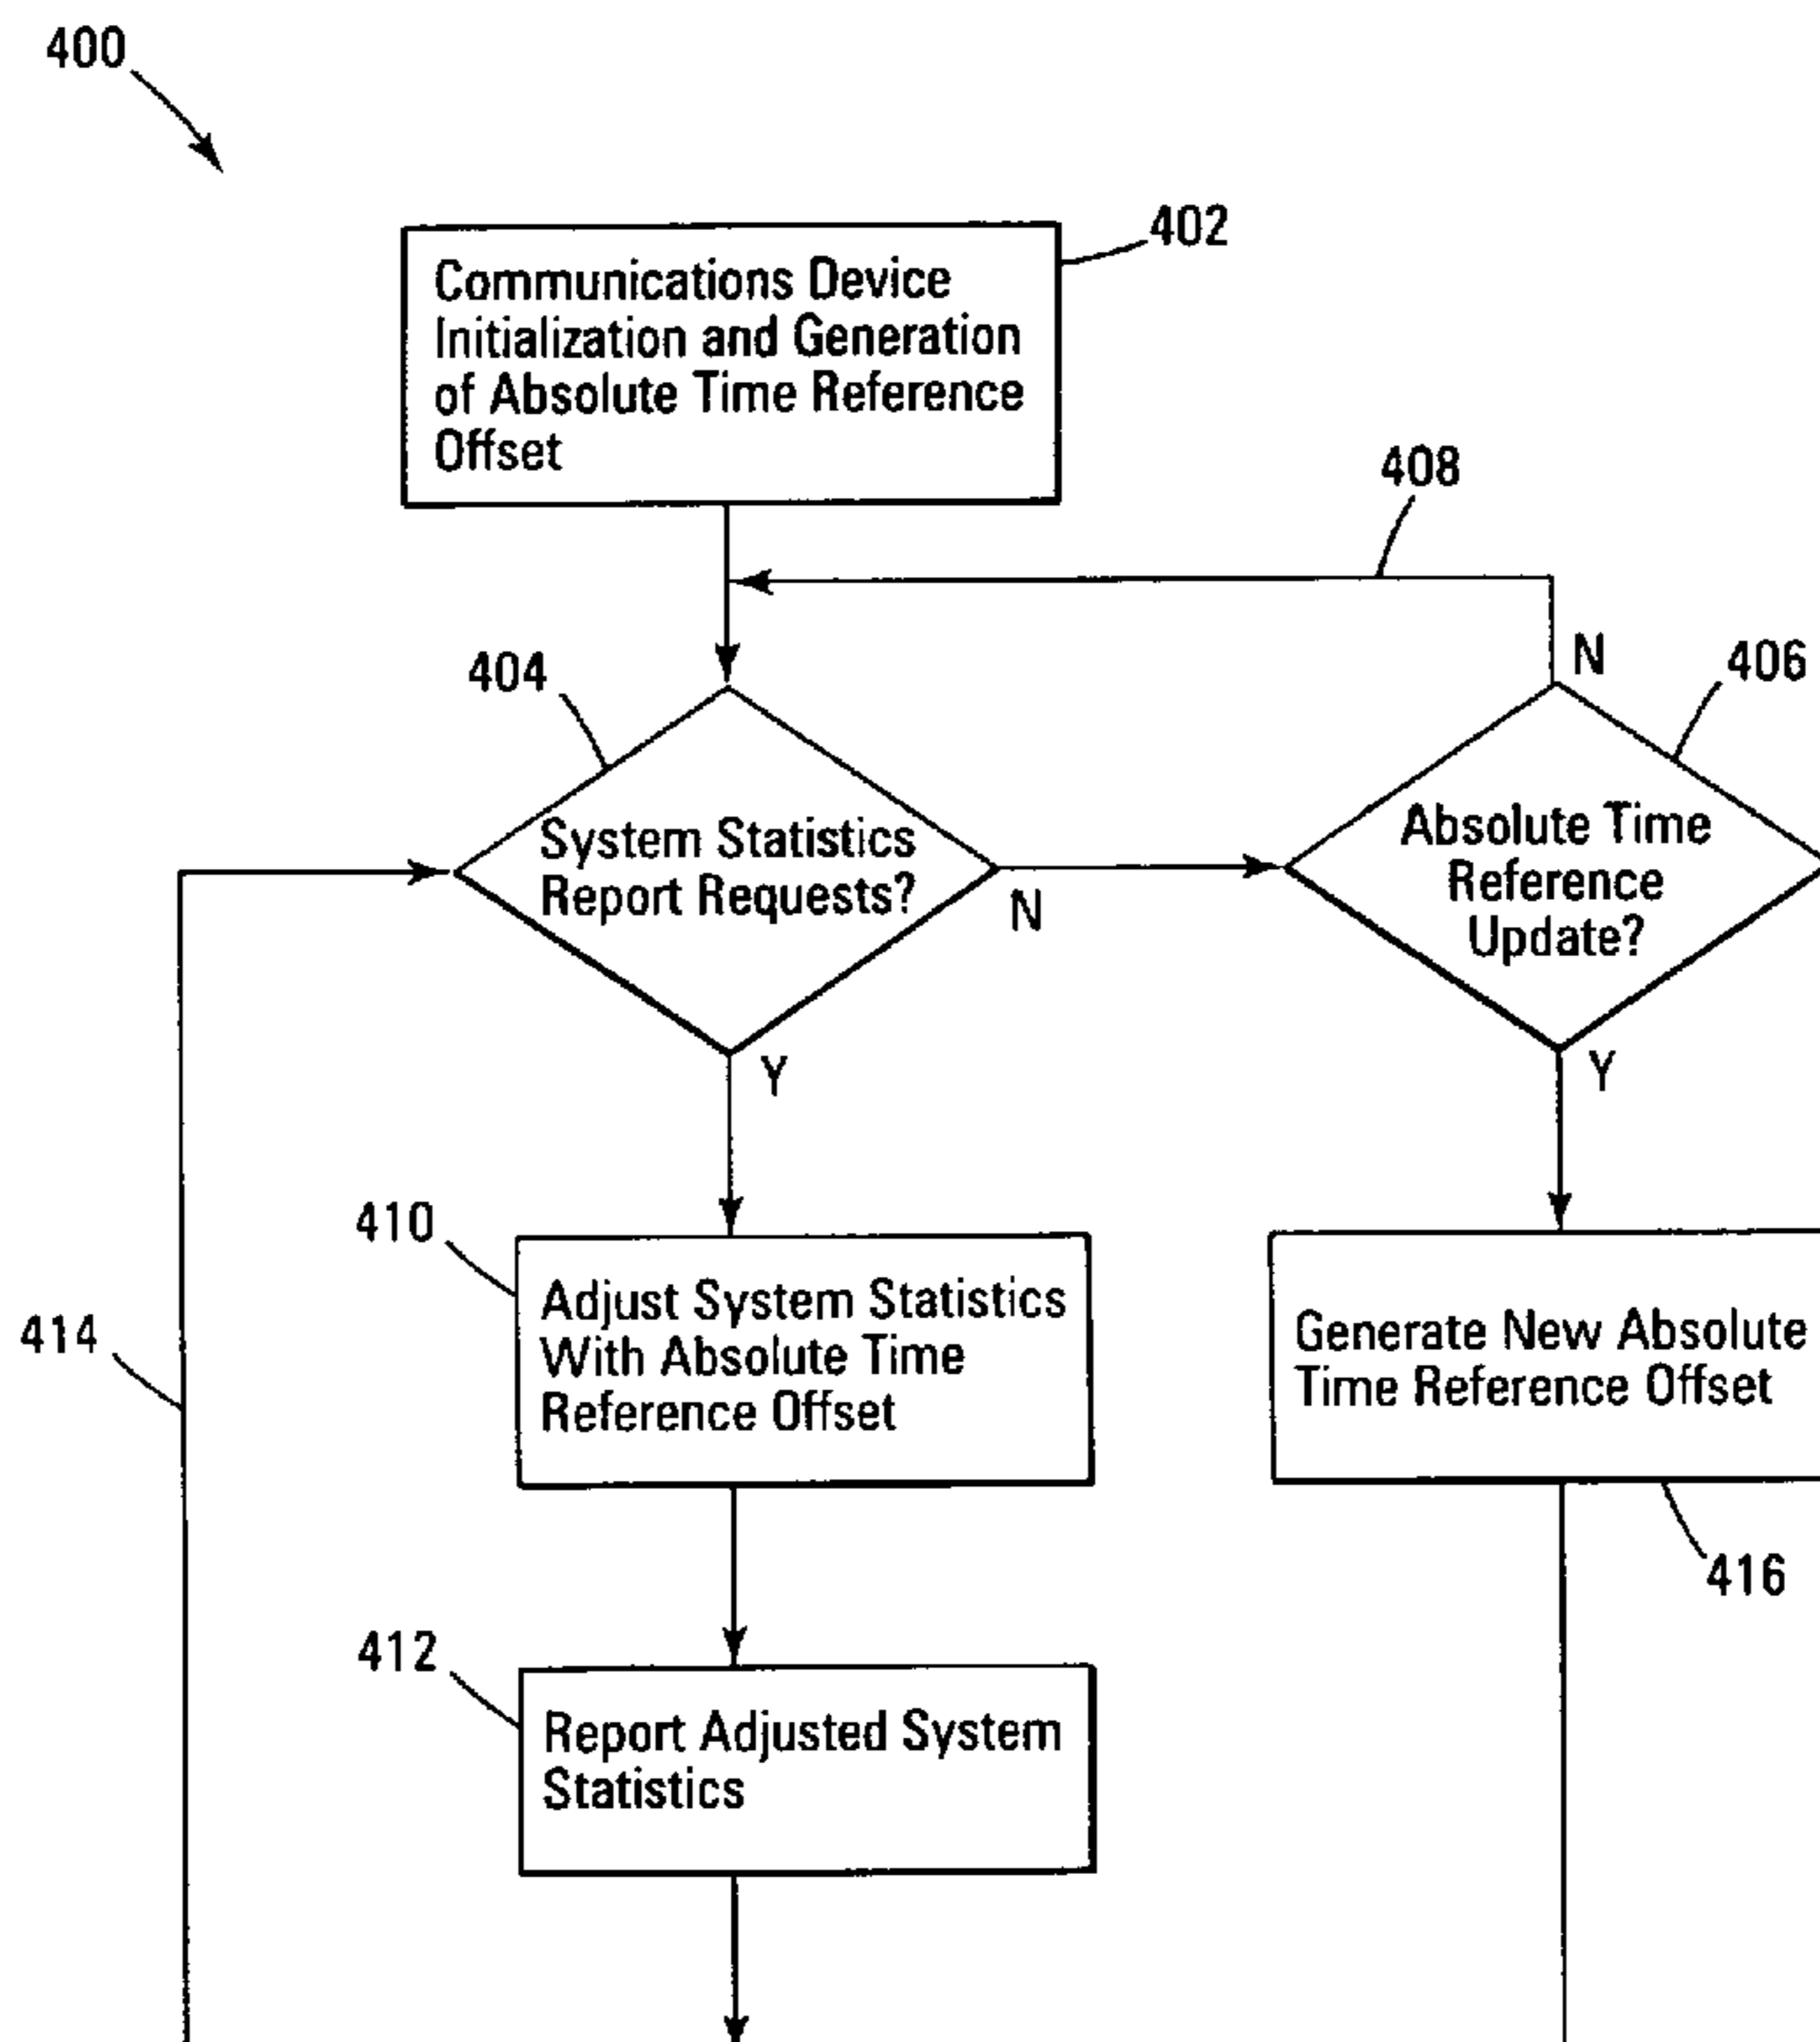 400
402
Communications Device
Initialization and Generation
of Absolute Time Reference
Offset
408
N
404
406
System Statistics
Report Requests?
N
Absolute Time
Reference
Update?
Y
Y
410
Adjust System Statistics
With Absolute Time
Reference Offset
414
Generate New Absolute
Time Reference Offset
416
412
Report Adjusted System
Statistics